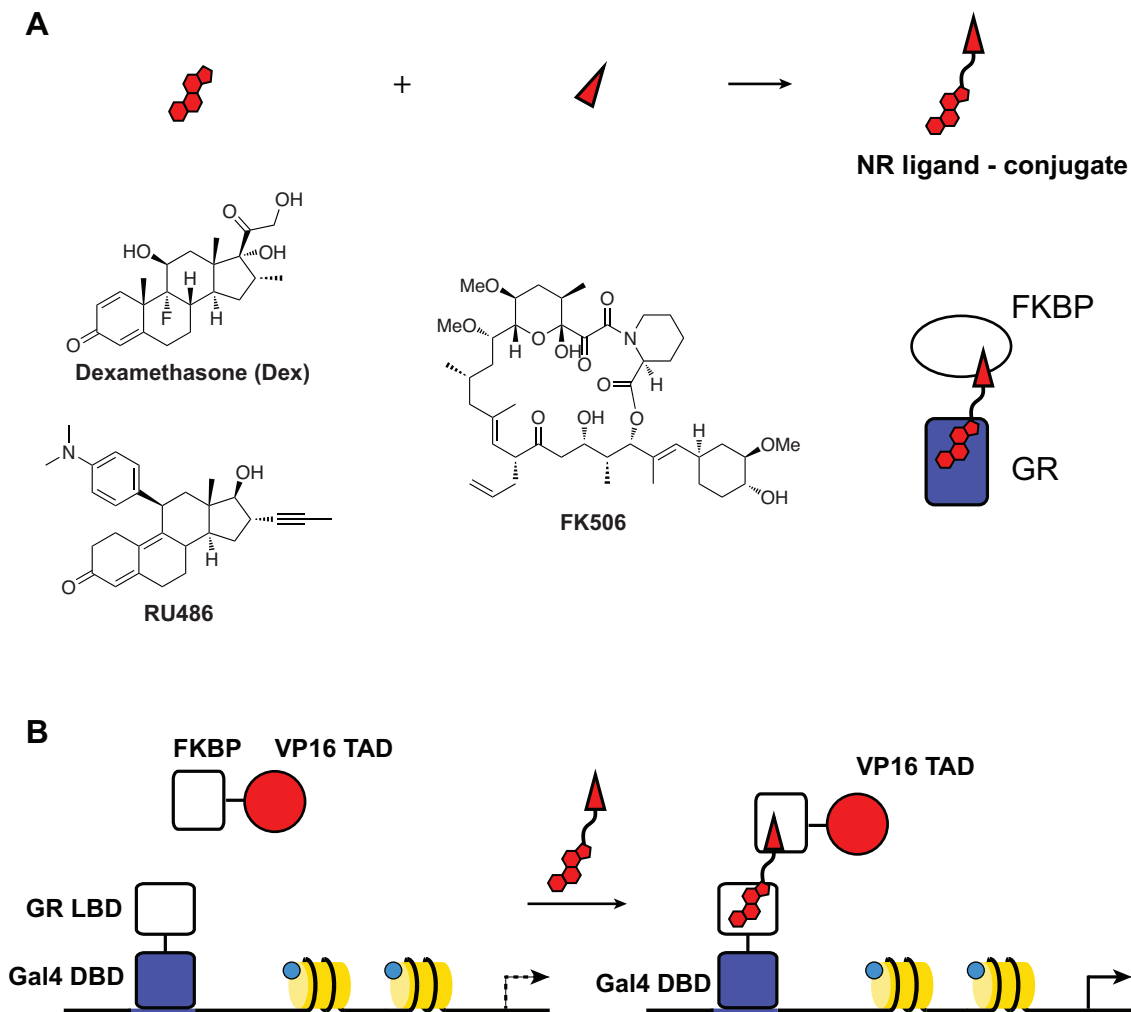 A
+
NR ligand - conjugate
OH
O
HO
OH
H
F
H
O
Dexamethasone (Dex)
N
OH
H
O
RU486
MeO
MeO
O
H
OH
O
O
O
N
H
O
O
O
OH
H
OMe
OH
FK506
FKBP
GR
B
FKBP
VP16 TAD
GR LBD
Gal4 DBD
VP16 TAD
Gal4 DBD